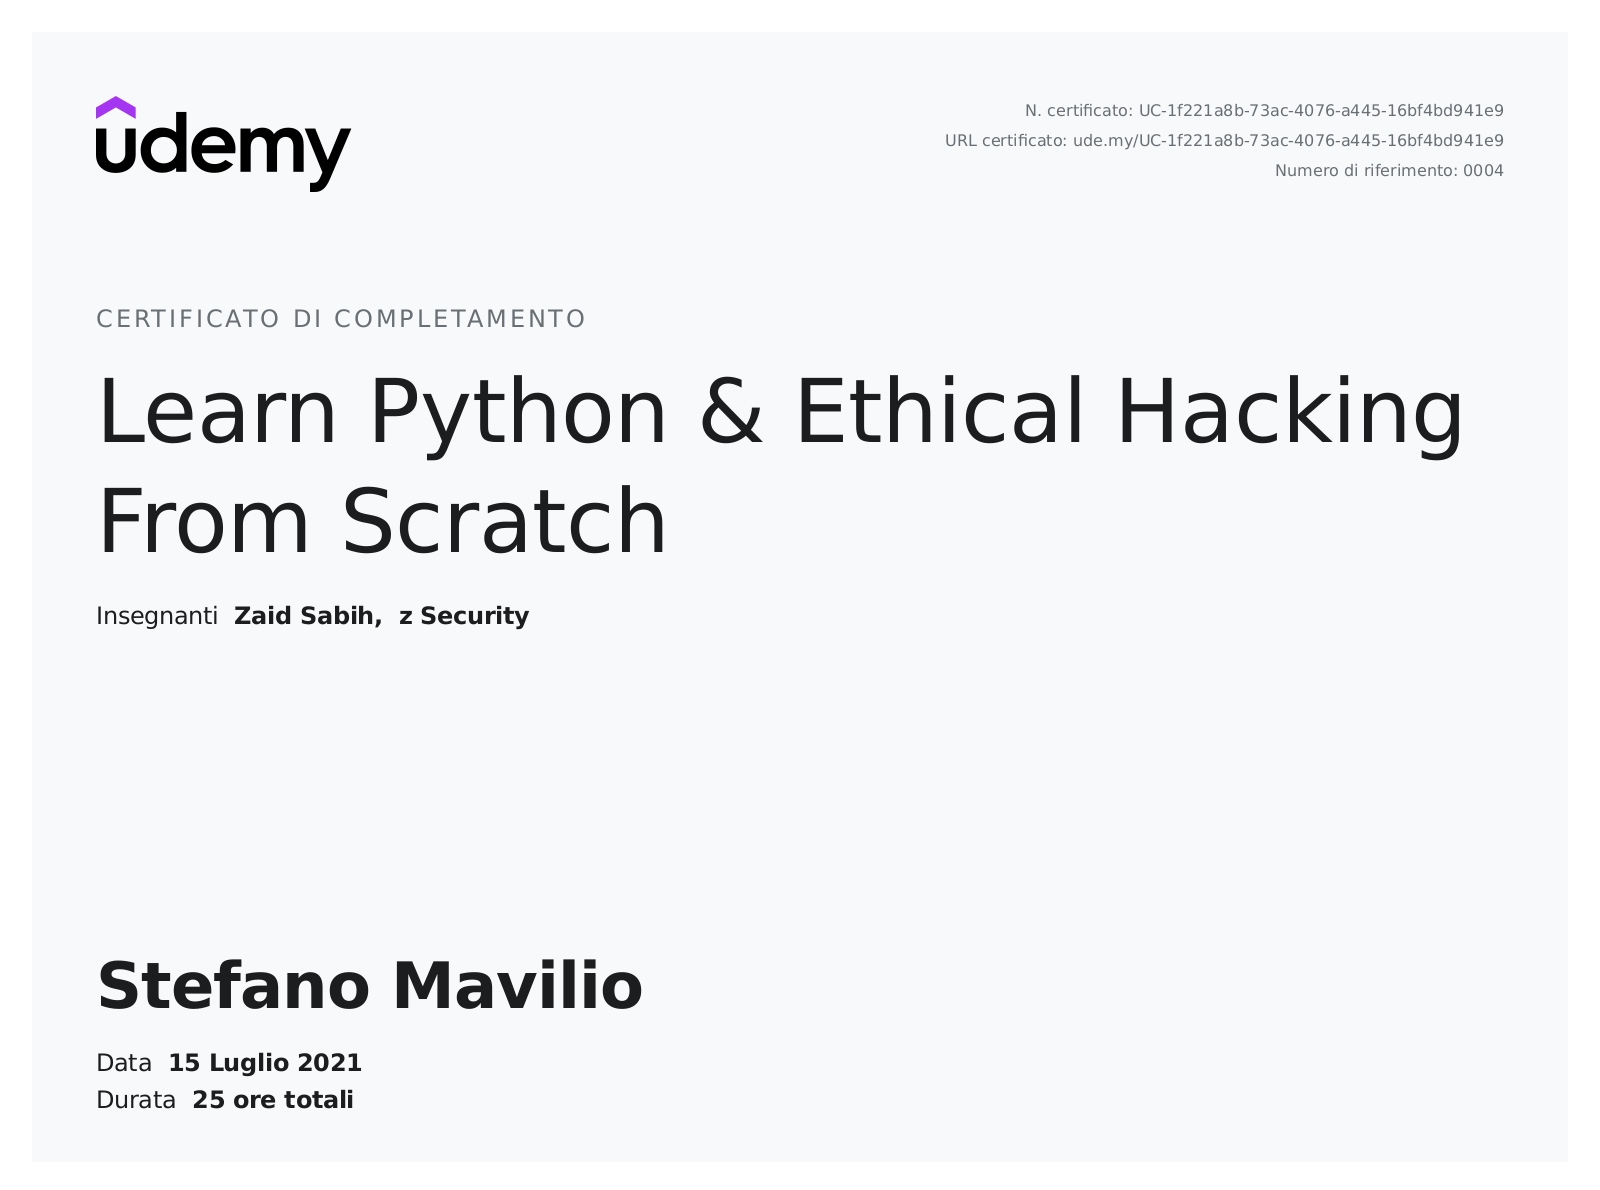 udemy
N. certificato: UC-1f221a8b-73ac-4076-a445-16bf4bd941e9
URL certificato: ude.my/UC-1f221a8b-73ac-4076-a445-16bf4bd941e9
Numero di riferimento: 0004
CERTIFICATO DI COMPLETAMENTO
Learn Python & Ethical Hacking
From Scratch
Insegnanti Zaid Sabih, z Security
Stefano Mavilio
Data 15 Luglio 2021
Durata 25 ore totali